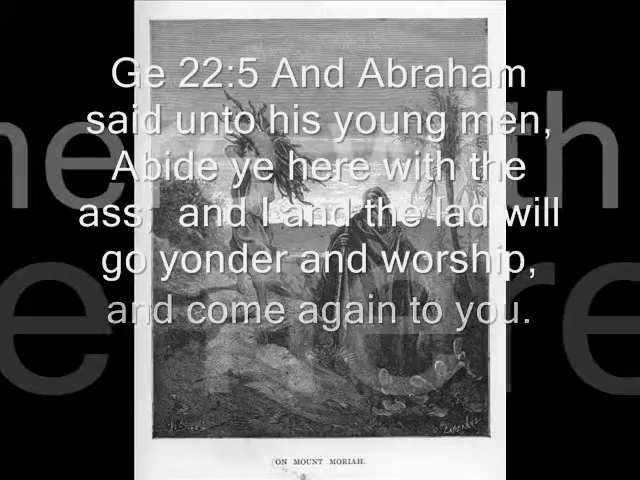 Ge 22:5 And Abraham
said unto his young men,
Abide ye here with the
ass; and I and the lad will
go yonder and worship,
and come again to you.
ON MOUNT MORIAH.